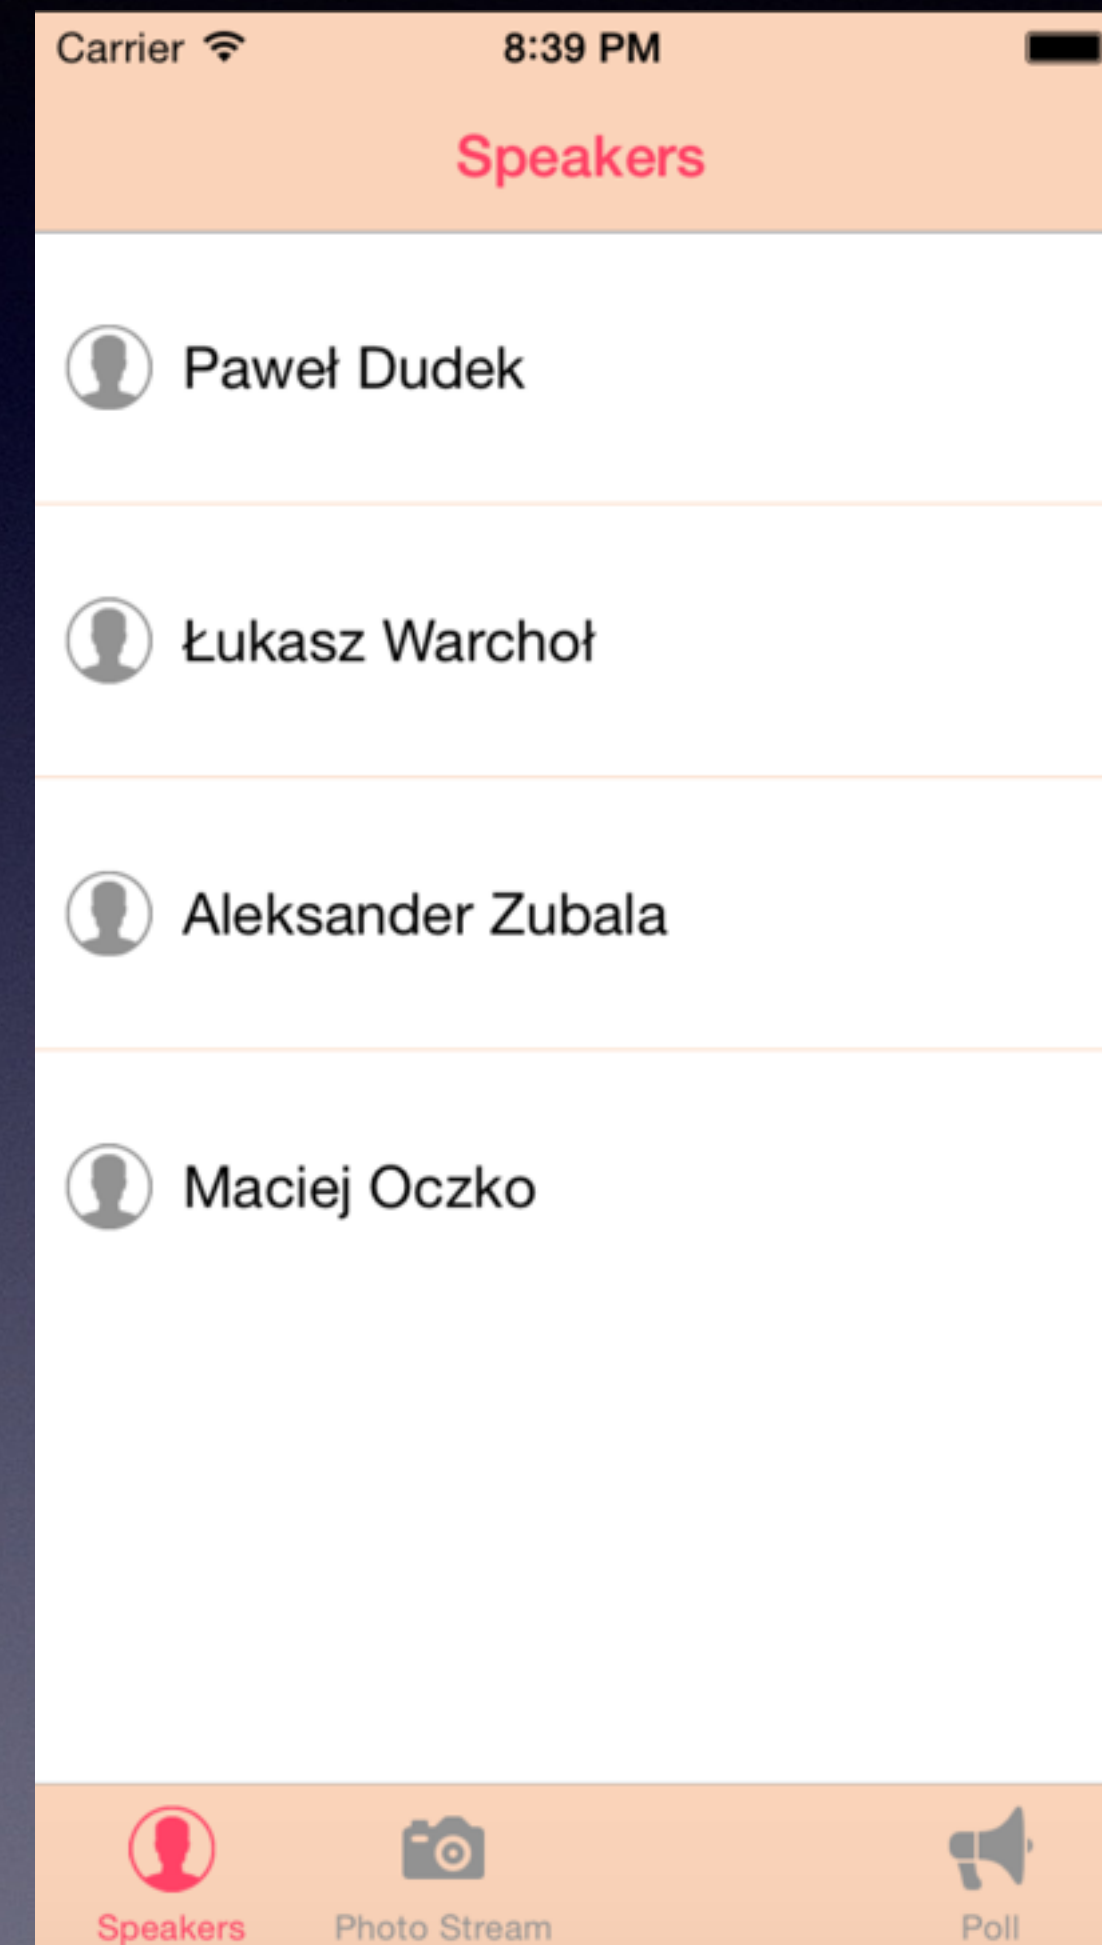 Carrier 8:39 PM
Speakers
Paweł Dudek
Łukasz Warchoł
Aleksander Zubala
Maciej Oczko
Speakers Photo Stream Poll